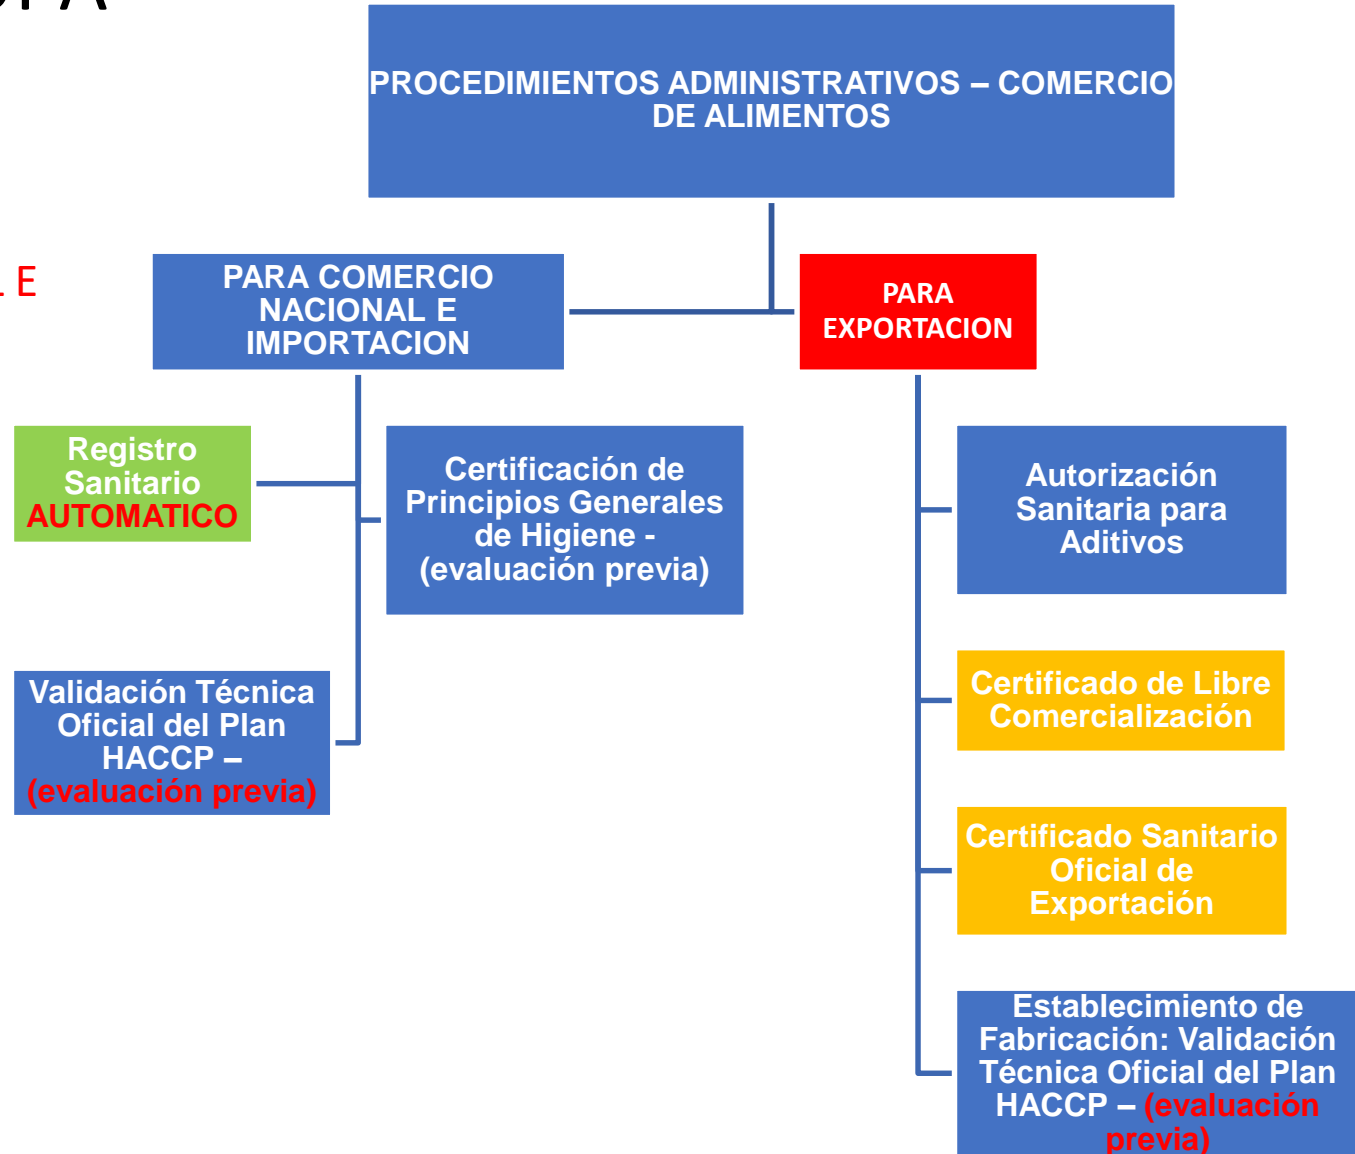 PROCEDIMIENTOS ADMINISTRATIVOS – COMERCIO
DE ALIMENTOS
L E
PARA COMERCIO
NACIONAL E
IMPORTACION
PARA
EXPORTACION
Registro
Sanitario
AUTOMATICO
Certificación de
Principios Generales
de Higiene -
(evaluación previa)
Validación Técnica
Oficial del Plan
HACCP –
(evaluación previa)
Autorización
Sanitaria para
Aditivos
Certificado de Libre
Comercialización
Certificado Sanitario
Oficial de
Exportación
Establecimiento de
Fabricación: Validación
Técnica Oficial del Plan
HACCP – (evaluación
previa)